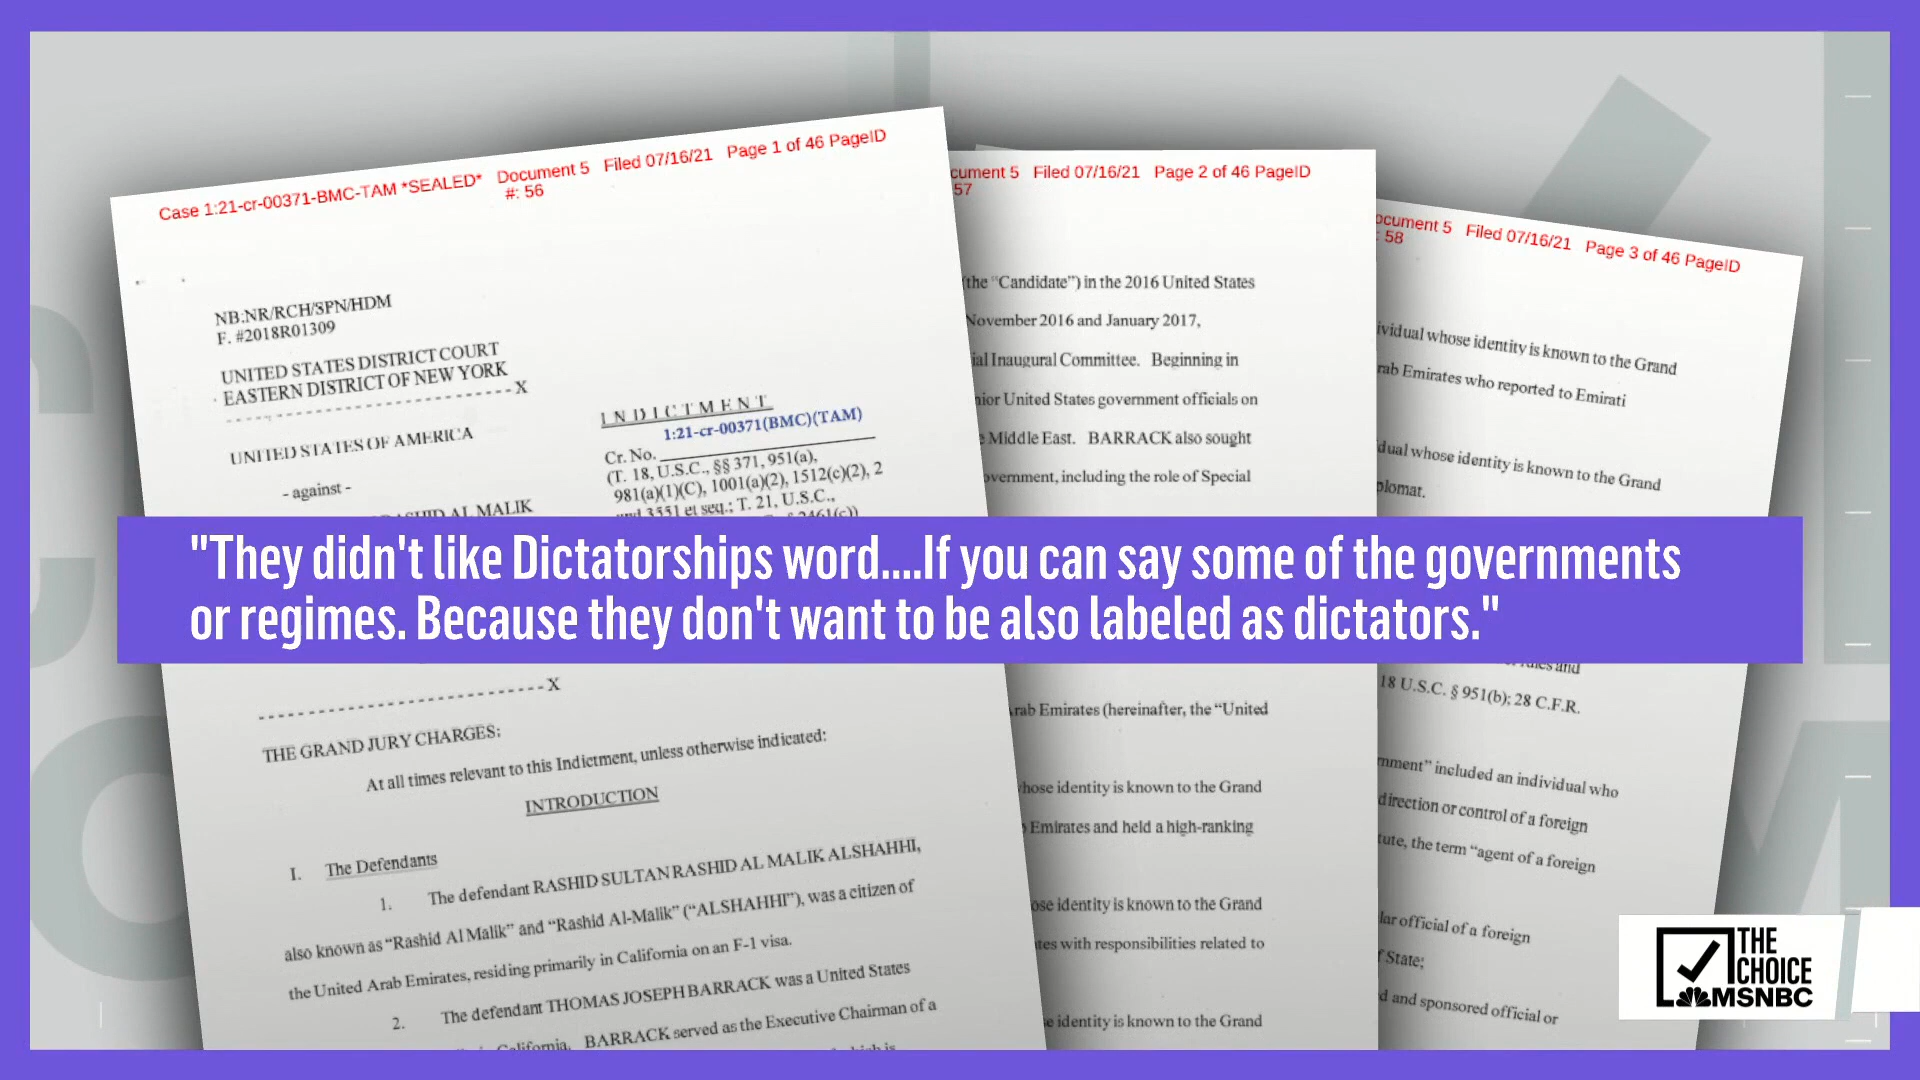 Case 1:21-cr-00371-BMC-TAM *SEALED* Document 5 Filed 07/16/21 Page 1 of 46 PageID
#: 56
NB:NR/RCH/SPN/HDM
F. #2018R01309
UNITED STATES DISTRICT COURT
EASTERN DISTRICT OF NEW YORK
- - - - - - - - - - - - - - - - - - - - - - - - - - - -X
UNITED STATES OF AMERICA
- against -
AL MALIK
INDICTMENT
1:21-cr-00371(BMC)(TAM)
Cr. No.
(T. 18, U.S.C., §§ 371, 951(a),
981(a)(1)(C), 1001(a)(2), 1512(c)(2), 2
and 3551 et seq.; T. 21, U.S.C.,
2461(c))
"They didn't like Dictatorships word....If you can say some of the governments
or regimes. Because they don't want to be also labeled as dictators."
- - - - - - - - - - - - - - - - - - - - - - - - - - - -X
THE GRAND JURY CHARGES:
At all times relevant to this Indictment, unless otherwise indicated:
INTRODUCTION
I. The Defendants
1. The defendant RASHID SULTAN RASHID AL MALIK ALSHAHHI,
also known as “Rashid Al Malik” and “Rashid Al-Malik” (“ALSHAHHI”), was a citizen of
the United Arab Emirates, residing primarily in California on an F-1 visa.
2. The defendant THOMAS JOSEPH BARRACK was a United States
California. BARRACK served as the Executive Chairman of a
cument 5 Filed 07/16/21 Page 2 of 46 PageID
57
(the “Candidate”) in the 2016 United States
November 2016 and January 2017,
ial Inaugural Committee. Beginning in
nior United States government officials on
e Middle East. BARRACK also sought
overnment, including the role of Special
rab Emirates (hereinafter, the “United
hose identity is known to the Grand
Emirates and held a high-ranking
ose identity is known to the Grand
tes with responsibilities related to
e identity is known to the Grand
ocument 5 Filed 07/16/21 Page 3 of 46 PageID
: 58
ividual whose identity is known to the Grand
rab Emirates who reported to Emirati
dual whose identity is known to the Grand
plomat.
rules and
18 U.S.C. § 951(b); 28 C.F.R.
rnment” included an individual who
direction or control of a foreign
tute, the term “agent of a foreign
lar official of a foreign
f State;
d and sponsored official or
THE
CHOICE
MSNBC